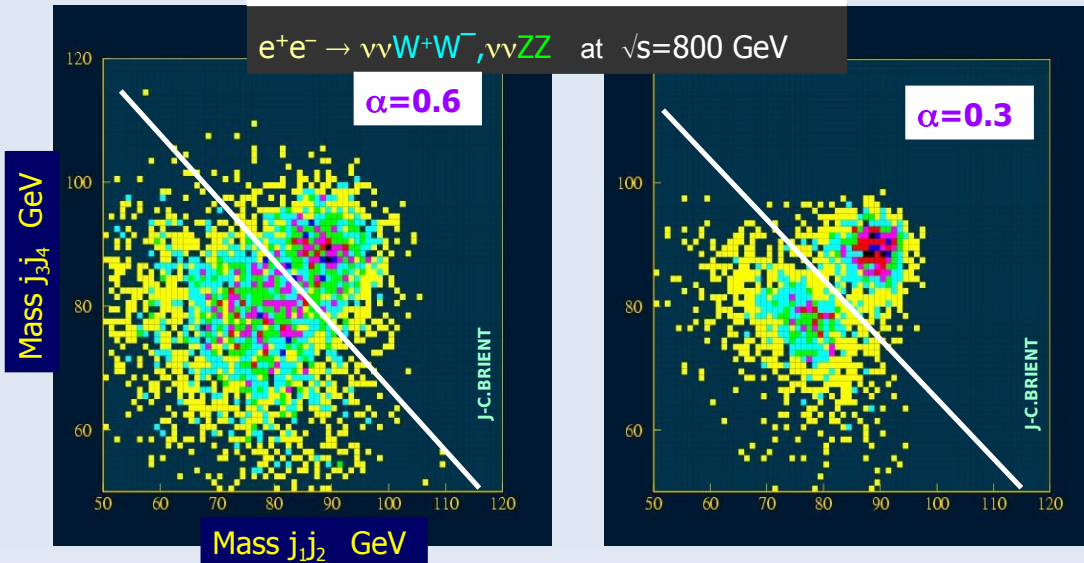 e⁺e⁻ → ννW⁺W⁻,ννZZ at √s=800 GeV
α=0.6
120
100
80
60
50 60 70 80 90 100 120
Mass j₃j₄ GeV
Mass j₁j₂ GeV
J-C.BRIENT
α=0.3
120
100
80
60
50 60 70 80 90 100 120
J-C.BRIENT